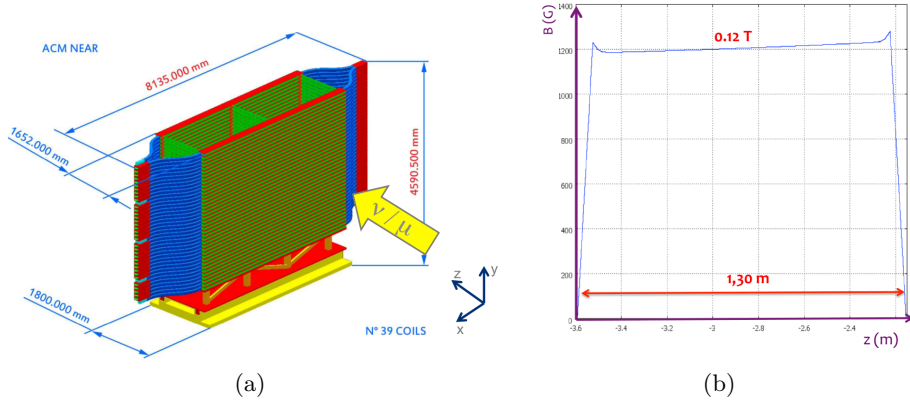 ACM NEAR
8135.000 mm
1652.000 mm
4590.500 mm
ν/μ
1800.000 mm
N° 39 COILS
z
y
x
(a)
B (G)
0.12 T
1400
1200
1000
800
600
400
200
0
1,30 m
-3.6
-3.4
-3.2
-3
-2.8
-2.6
-2.4
-2.2
z (m)
(b)